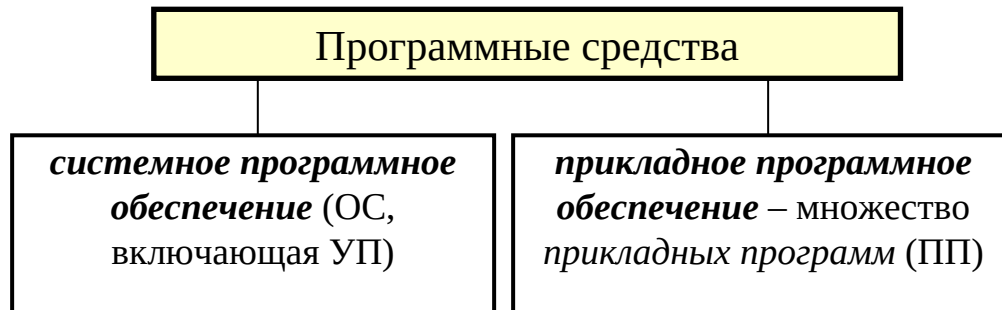 Программные средства
системное программное
обеспечение (ОС,
включающая УП)
прикладное программное
обеспечение – множество
прикладных программ (ПП)